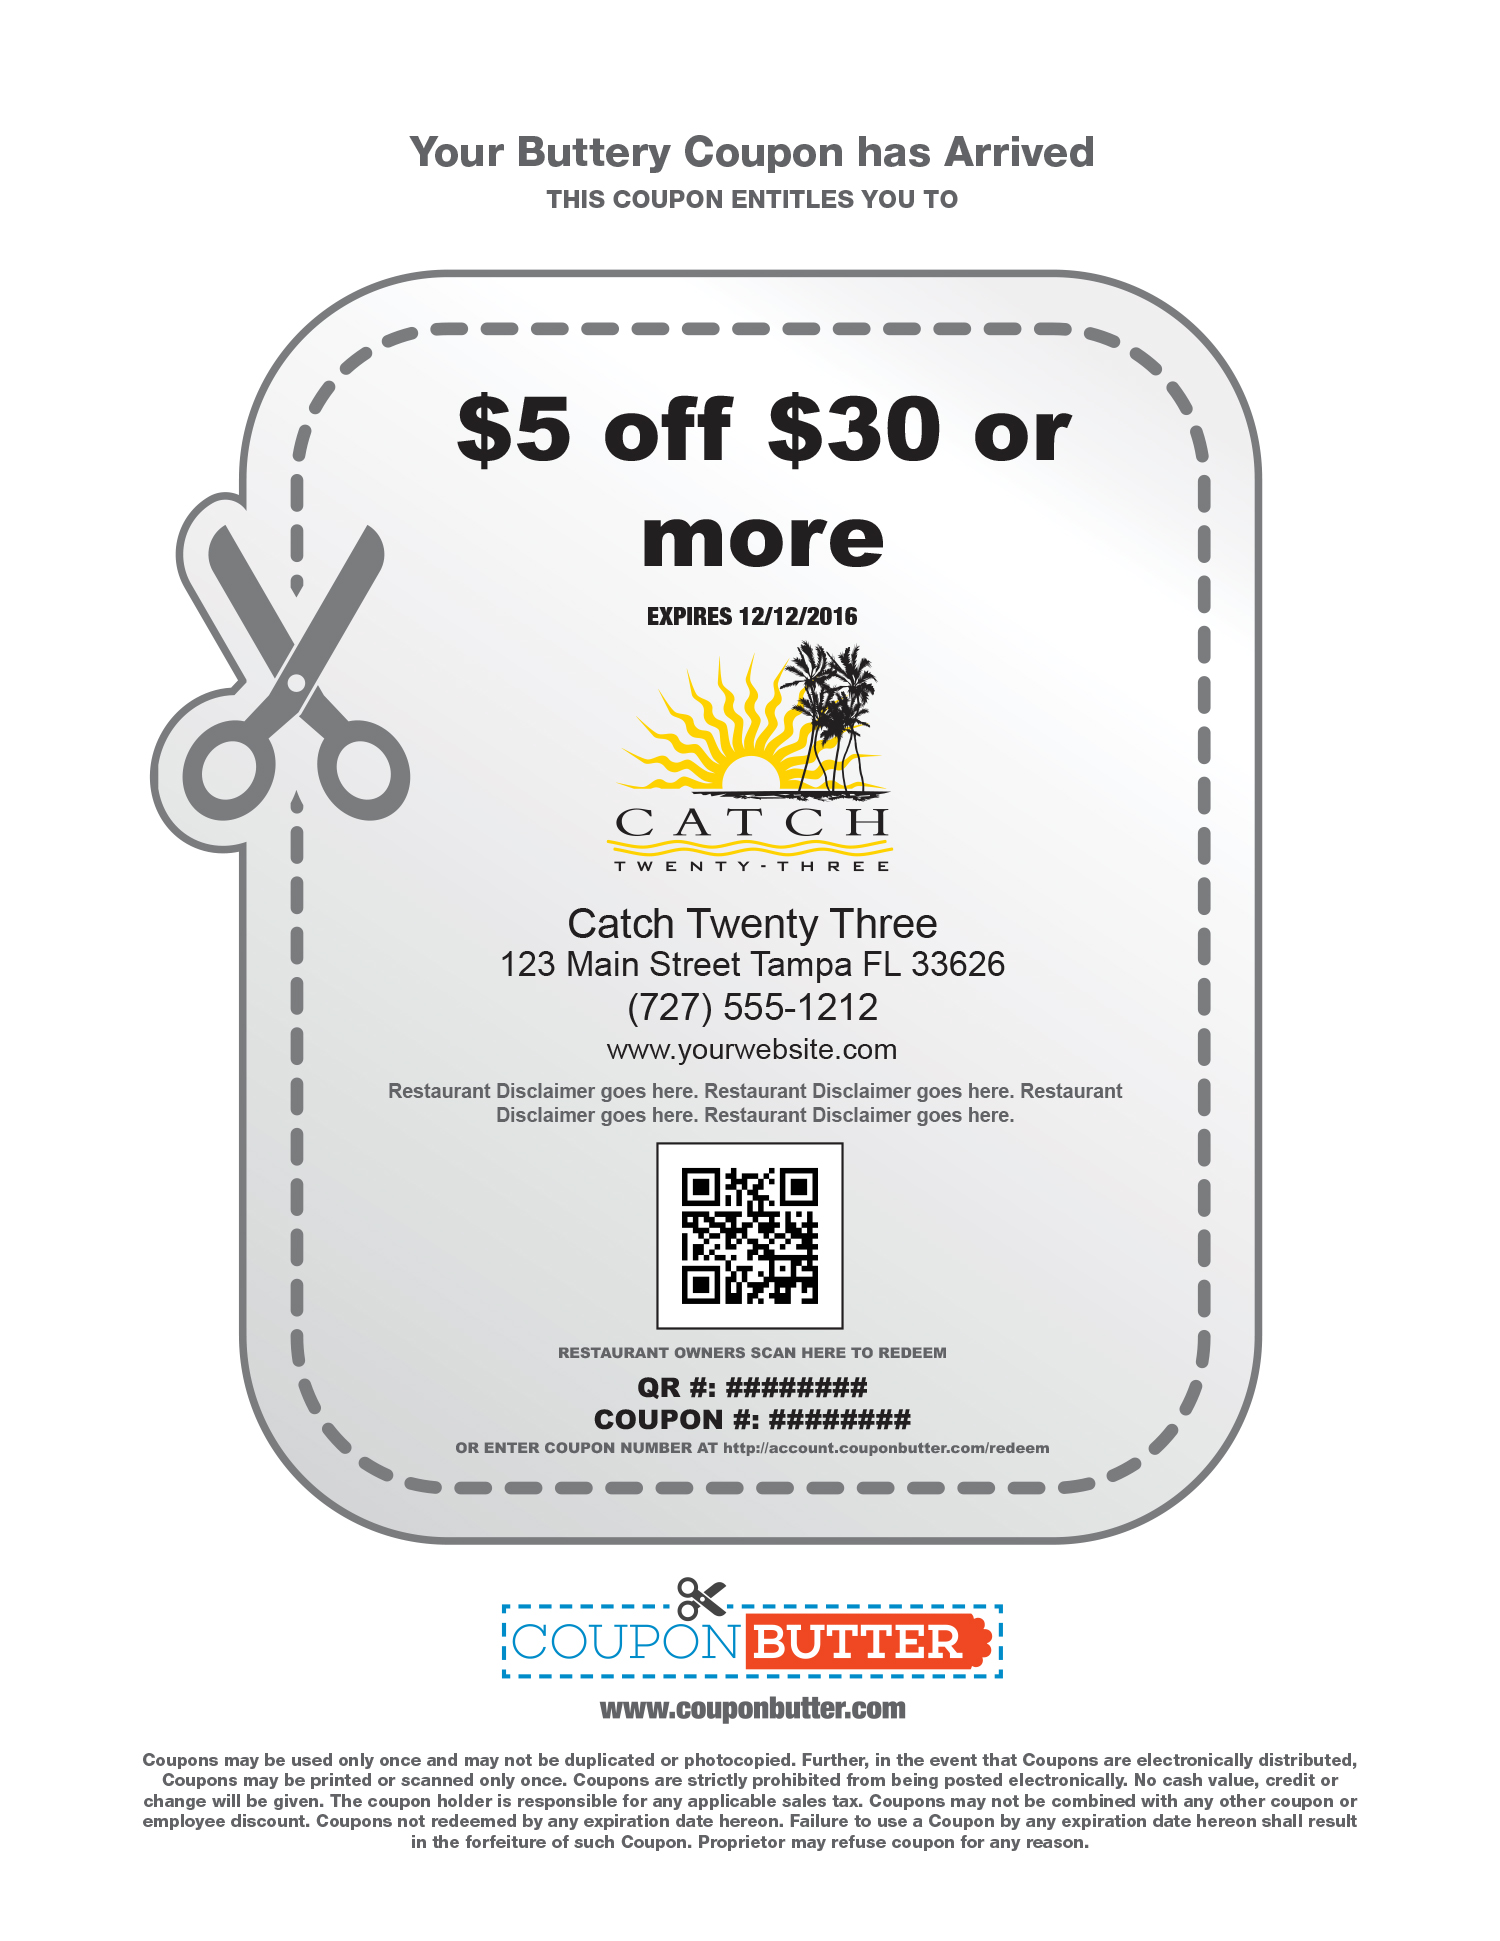 Your Buttery Coupon has Arrived
THIS COUPON ENTITLES YOU TO
$5 off $30 or
more
EXPIRES 12/12/2016
CATCH
TWENTY-THREE
Catch Twenty Three
123 Main Street Tampa FL 33626
(727) 555-1212
www.yourwebsite.com
Restaurant Disclaimer goes here. Restaurant Disclaimer goes here. Restaurant
Disclaimer goes here. Restaurant Disclaimer goes here.
RESTAURANT OWNERS SCAN HERE TO REDEEM
QR #: ########
COUPON #: ########
OR ENTER COUPON NUMBER AT http://account.couponbutter.com/redeem
COUPON BUTTER
www.couponbutter.com
Coupons may be used only once and may not be duplicated or photocopied. Further, in the event that Coupons are electronically distributed,
Coupons may be printed or scanned only once. Coupons are strictly prohibited from being posted electronically. No cash value, credit or
change will be given. The coupon holder is responsible for any applicable sales tax. Coupons may not be combined with any other coupon or
employee discount. Coupons not redeemed by any expiration date hereon. Failure to use a Coupon by any expiration date hereon shall result
in the forfeiture of such Coupon. Proprietor may refuse coupon for any reason.